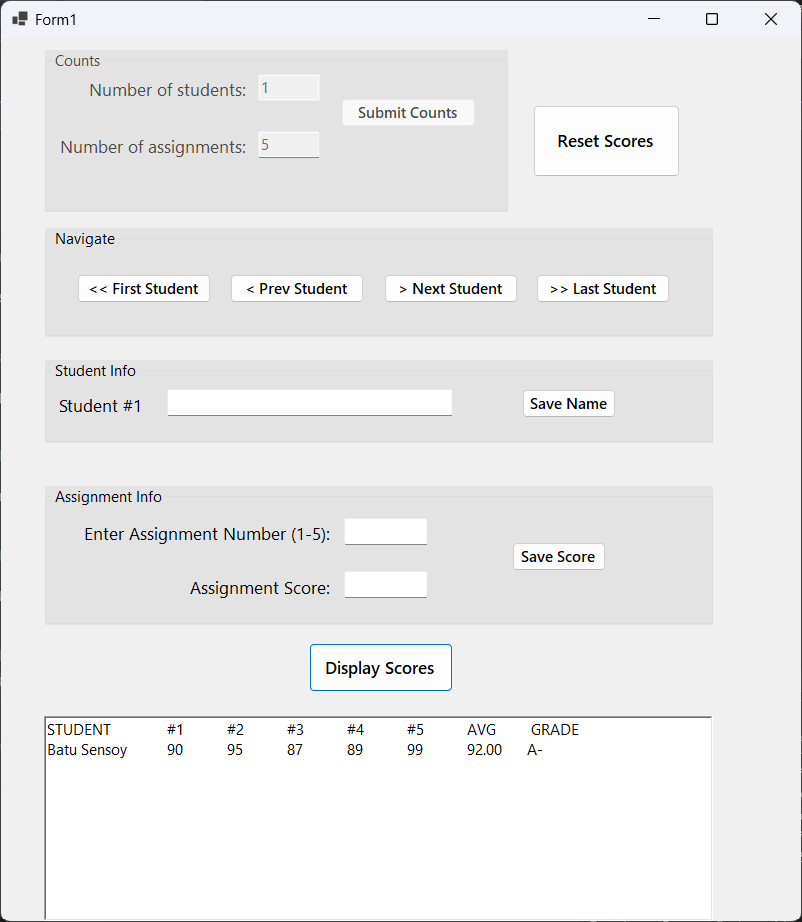 Form1
Counts
Number of students: 1
Submit Counts
Number of assignments: 5
Reset Scores
Navigate
<< First Student < Prev Student > Next Student >> Last Student
Student Info
Student #1
Save Name
Assignment Info
Enter Assignment Number (1-5):
Save Score
Assignment Score:
Display Scores
STUDENT #1 #2 #3 #4 #5 AVG GRADE
Batu Sensoy 90 95 87 89 99 92.00 A-